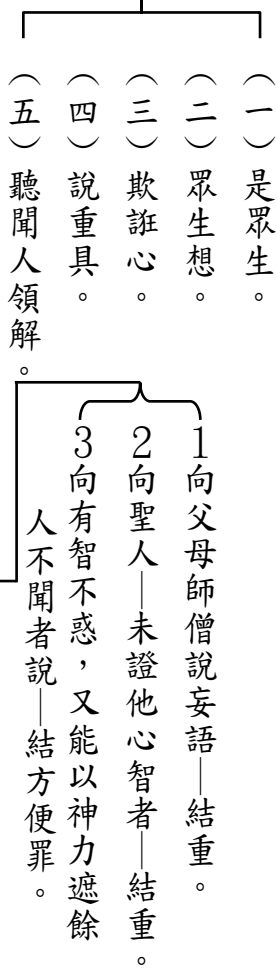 （一）是眾生。
（二）眾生想。
（三）欺誑心。
（四）說重具。
（五）聽聞人領解。
1向父母師僧說妄語—結重。
2向聖人—未證他心智者—結重。
3向有智不惑，又能以神力遮餘
人不聞者說—結方便罪。